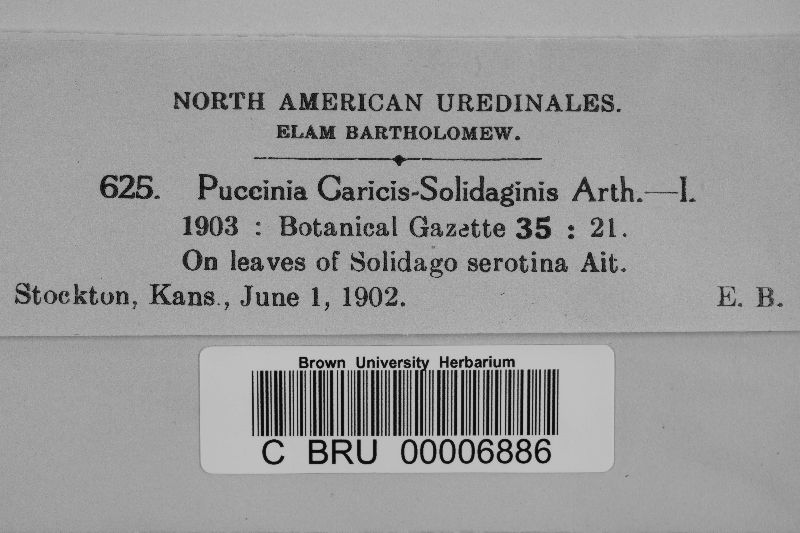 NORTH AMERICAN UREDINALES.
ELAM BARTHOLOMEW.
625. Puccinia Caricis-Solidaginis Arth.—I.
1903 : Botanical Gazette 35 : 21.
On leaves of Solidago serotina Ait.
Stockton, Kans., June 1, 1902. E. B.
Brown University Herbarium
C BRU 00006886